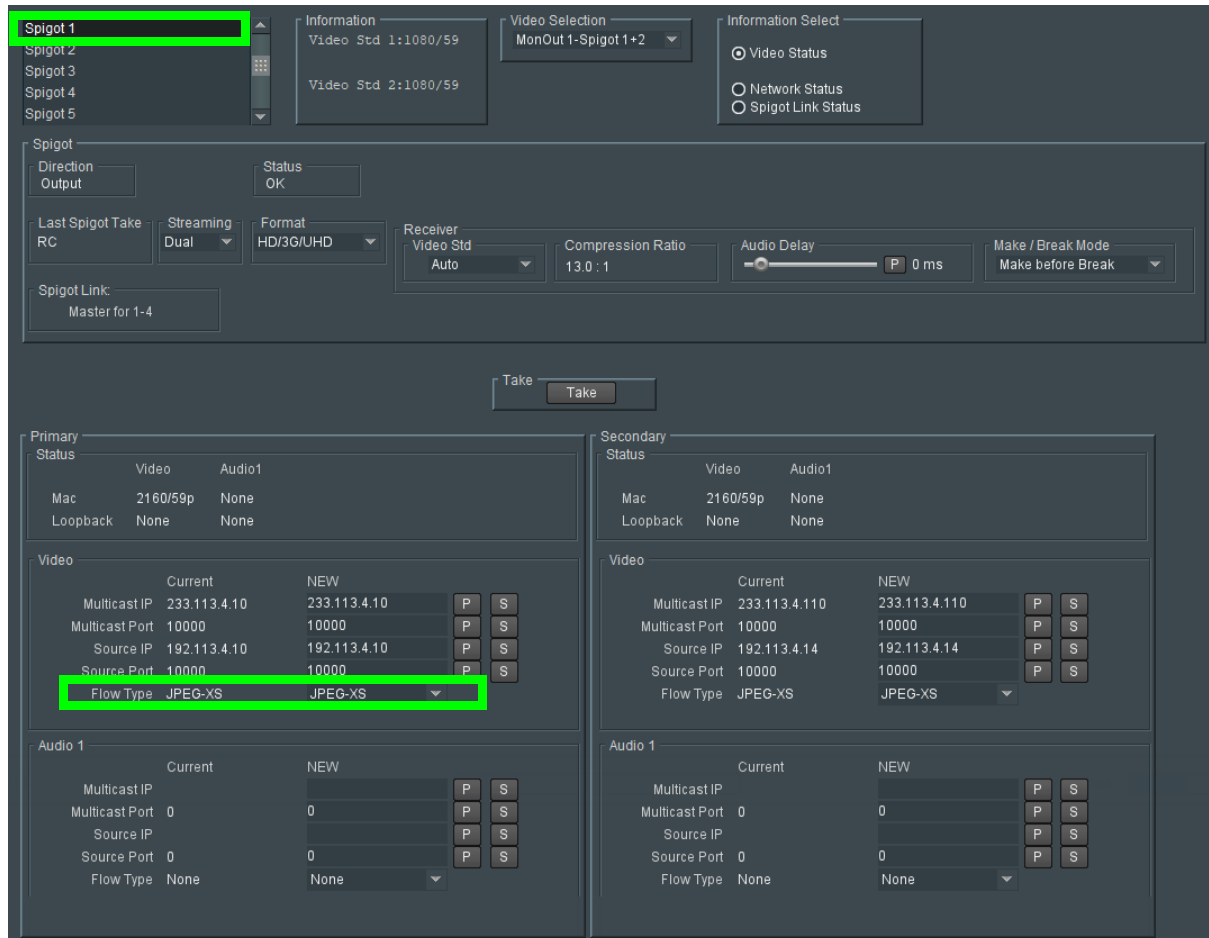 Spigot 1
Spigot 2
Spigot 3
Spigot 4
Spigot 5
Information
Video Std 1:1080/59
Video Std 2:1080/59
Video Selection
MonOut 1-Spigot 1+2
Information Select
Video Status
Network Status
Spigot Link Status
Spigot
Direction
Output
Status
OK
Last Spigot Take
RC
Streaming
Dual
Format
HD/3G/UHD
Receiver
Video Std
Auto
Compression Ratio
13.0 : 1
Audio Delay
P 0 ms
Make / Break Mode
Make before Break
Spigot Link:
Master for 1-4
Take
Take
Primary
Status
Video Audio1
Mac 2160/59p None
Loopback None None
Video
Current NEW
Multicast IP 233.113.4.10 233.113.4.10 P S
Multicast Port 10000 10000 P S
Source IP 192.113.4.10 192.113.4.10 P S
Source Port 10000 10000 P S
Flow Type JPEG-XS JPEG-XS
Audio 1
Current NEW
Multicast IP P S
Multicast Port 0 0 P S
Source IP P S
Source Port 0 0 P S
Flow Type None None
Secondary
Status
Video Audio1
Mac 2160/59p None
Loopback None None
Video
Current NEW
Multicast IP 233.113.4.110 233.113.4.110 P S
Multicast Port 10000 10000 P S
Source IP 192.113.4.14 192.113.4.14 P S
Source Port 10000 10000 P S
Flow Type JPEG-XS JPEG-XS
Audio 1
Current NEW
Multicast IP P S
Multicast Port 0 0 P S
Source IP P S
Source Port 0 0 P S
Flow Type None None